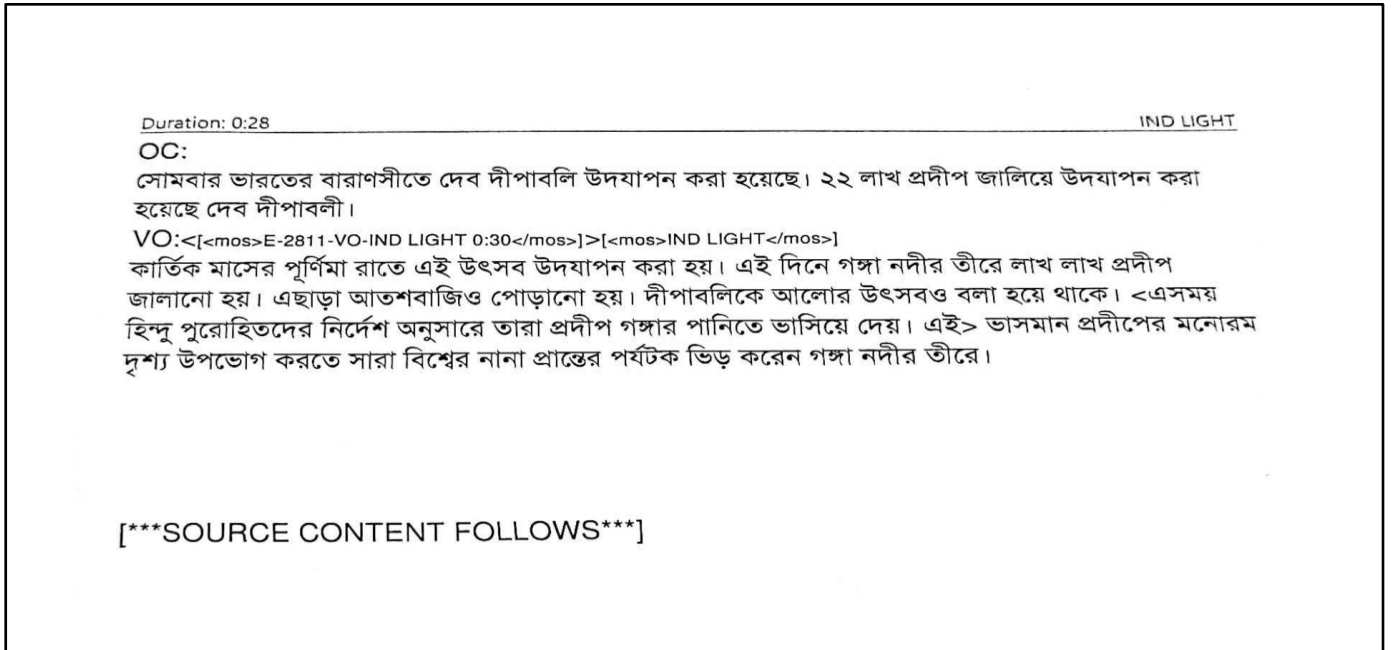 Duration: 0:28 IND LIGHT
OC:
সোমবার ভারতের বারাণসীতে দেব দীপাবলি উদযাপন করা হয়েছে। ২২ লাখ প্রদীপ জালিয়ে উদযাপন করা
হয়েছে দেব দীপাবলী।
VO:<[<mos>E-2811-VO-IND LIGHT 0:30</mos>]>[<mos>IND LIGHT</mos>]
কার্তিক মাসের পূর্ণিমা রাতে এই উৎসব উদযাপন করা হয়। এই দিনে গঙ্গা নদীর তীরে লাখ লাখ প্রদীপ
জালানো হয়। এছাড়া আতশবাজিও পোড়ানো হয়। দীপাবলিকে আলোর উৎসবও বলা হয়ে থাকে। <এসময়
হিন্দু পুরোহিতদের নির্দেশ অনুসারে তারা প্রদীপ গঙ্গার পানিতে ভাসিয়ে দেয়। এই> ভাসমান প্রদীপের মনোরম
দৃশ্য উপভোগ করতে সারা বিশ্বের নানা প্রান্তের পর্যটক ভিড় করেন গঙ্গা নদীর তীরে।
[***SOURCE CONTENT FOLLOWS***]